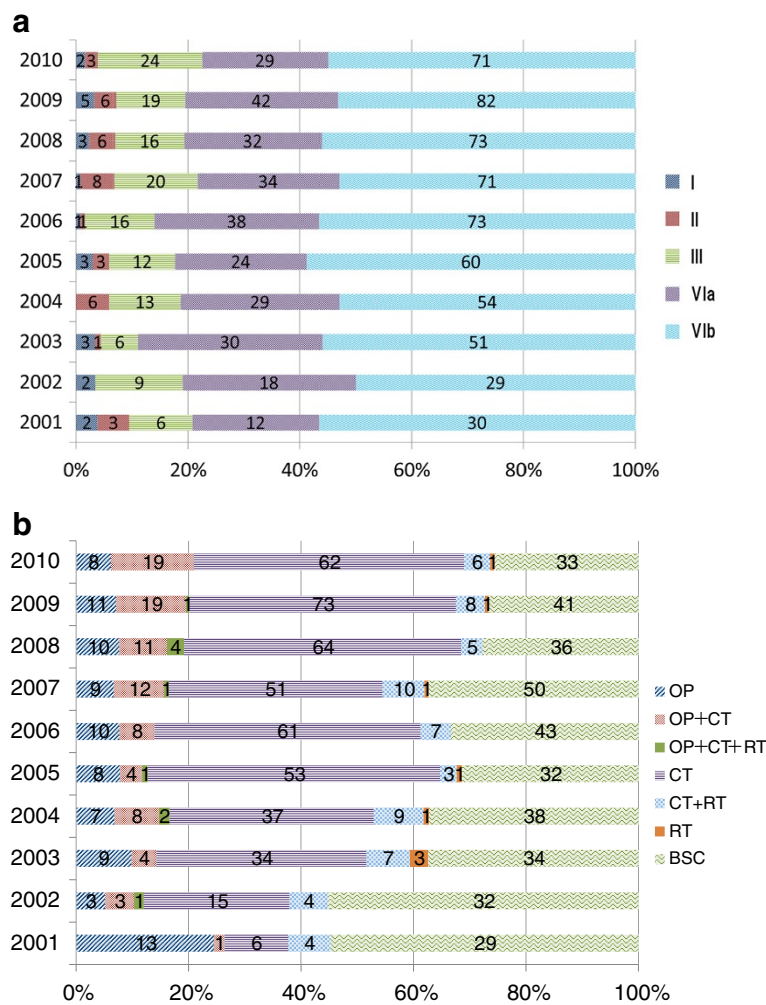 a
2010 2 3 24 29 71
2009 5 6 19 42 82
2008 3 6 16 32 73
2007 1 8 20 34 71
2006 1 1 16 38 73
2005 3 3 12 24 60
2004 6 13 29 54
2003 3 1 6 30 51
2002 2 9 18 29
2001 2 3 6 12 30
0% 20% 40% 60% 80% 100%
I
II
III
VIa
VIb
b
2010 8 19 62 6 1 33
2009 11 19 1 73 8 1 41
2008 10 11 4 64 5 36
2007 9 12 1 51 10 1 50
2006 10 8 61 7 43
2005 8 4 1 53 3 1 32
2004 7 8 2 37 9 1 38
2003 9 4 34 7 3 34
2002 3 3 1 15 4 32
2001 13 1 6 4 29
0% 20% 40% 60% 80% 100%
OP
OP+CT
OP+CT+RT
CT
CT+RT
RT
BSC